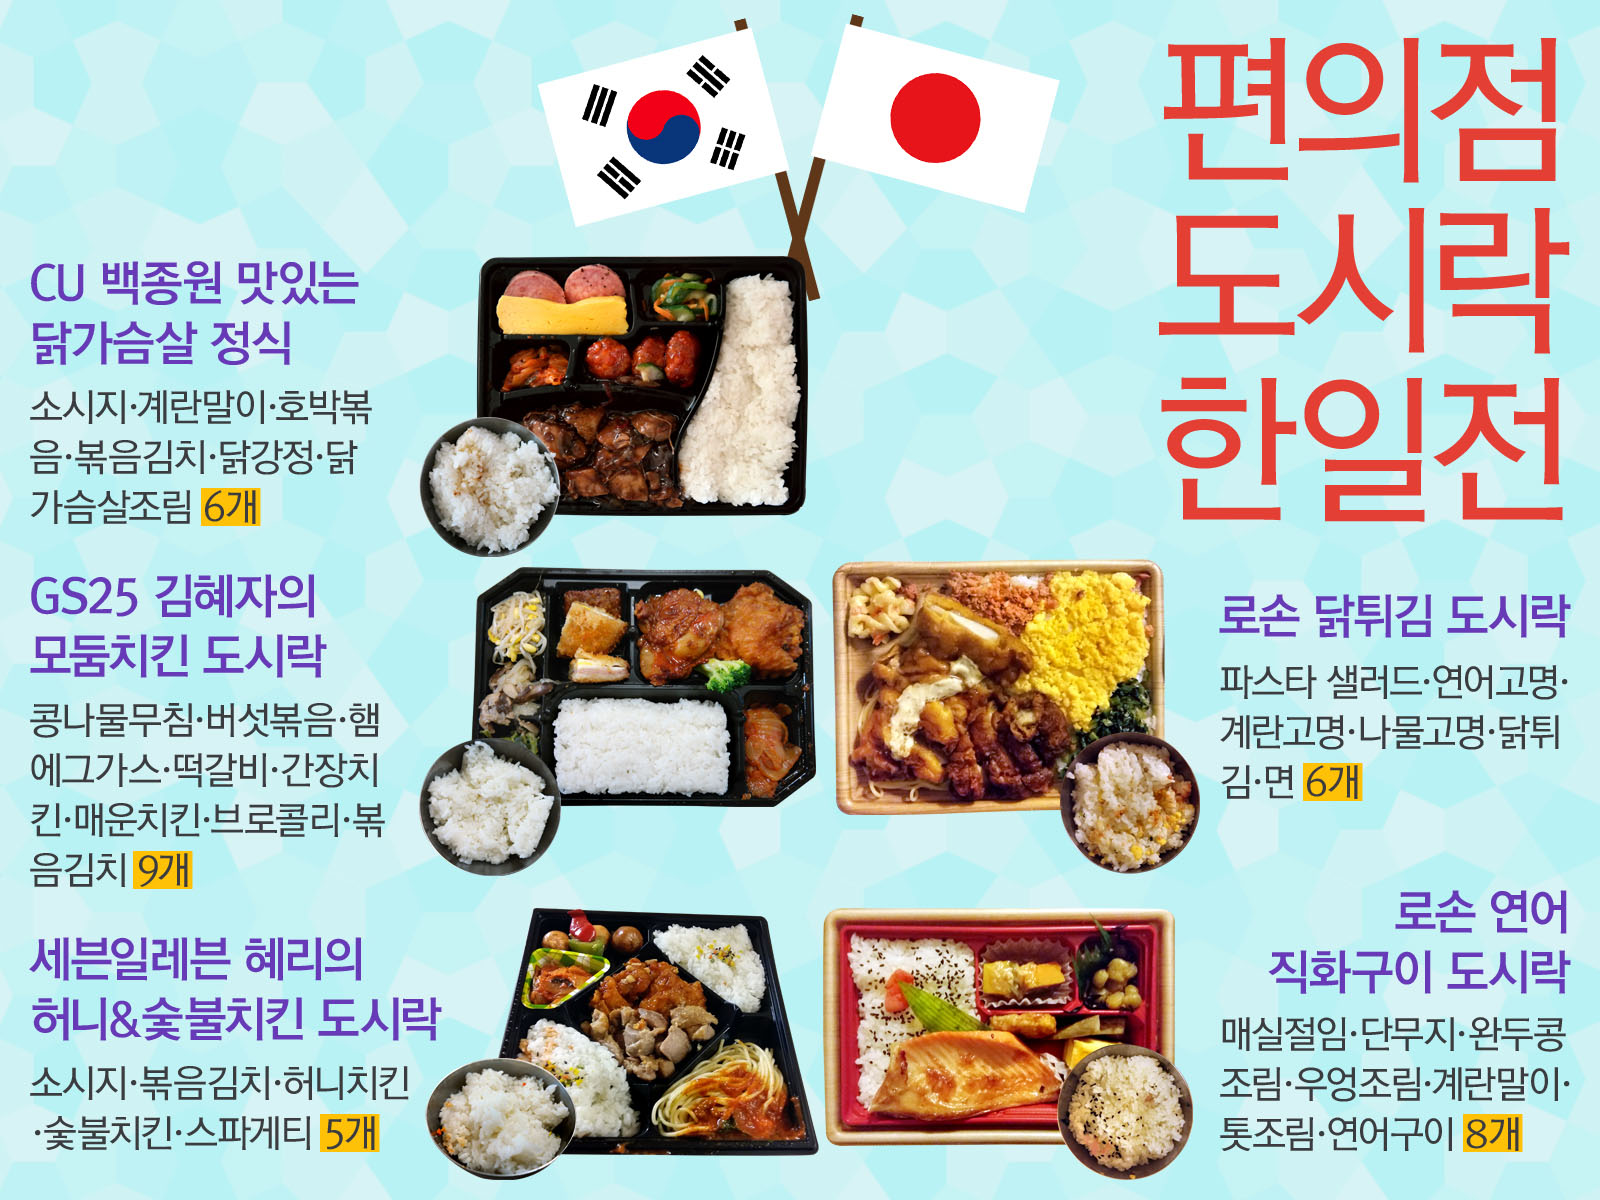 편의점
도시락
한일전
CU 백종원 맛있는
닭가슴살 정식
소시지·계란말이·호박볶
음·볶음김치·닭강정·닭
가슴살조림 6개
GS25 김혜자의
모둠치킨 도시락
콩나물무침·버섯볶음·햄
에그가스·떡갈비·간장치
킨·매운치킨·브로콜리·볶
음김치 9개
세븐일레븐 혜리의
허니&숯불치킨 도시락
소시지·볶음김치·허니치킨
·숯불치킨·스파게티 5개
로손 닭튀김 도시락
파스타 샐러드·연어고명·
계란고명·나물고명·닭튀
김·면 6개
로손 연어
직화구이 도시락
매실절임·단무지·완두콩
조림·우엉조림·계란말이·
톳조림·연어구이 8개